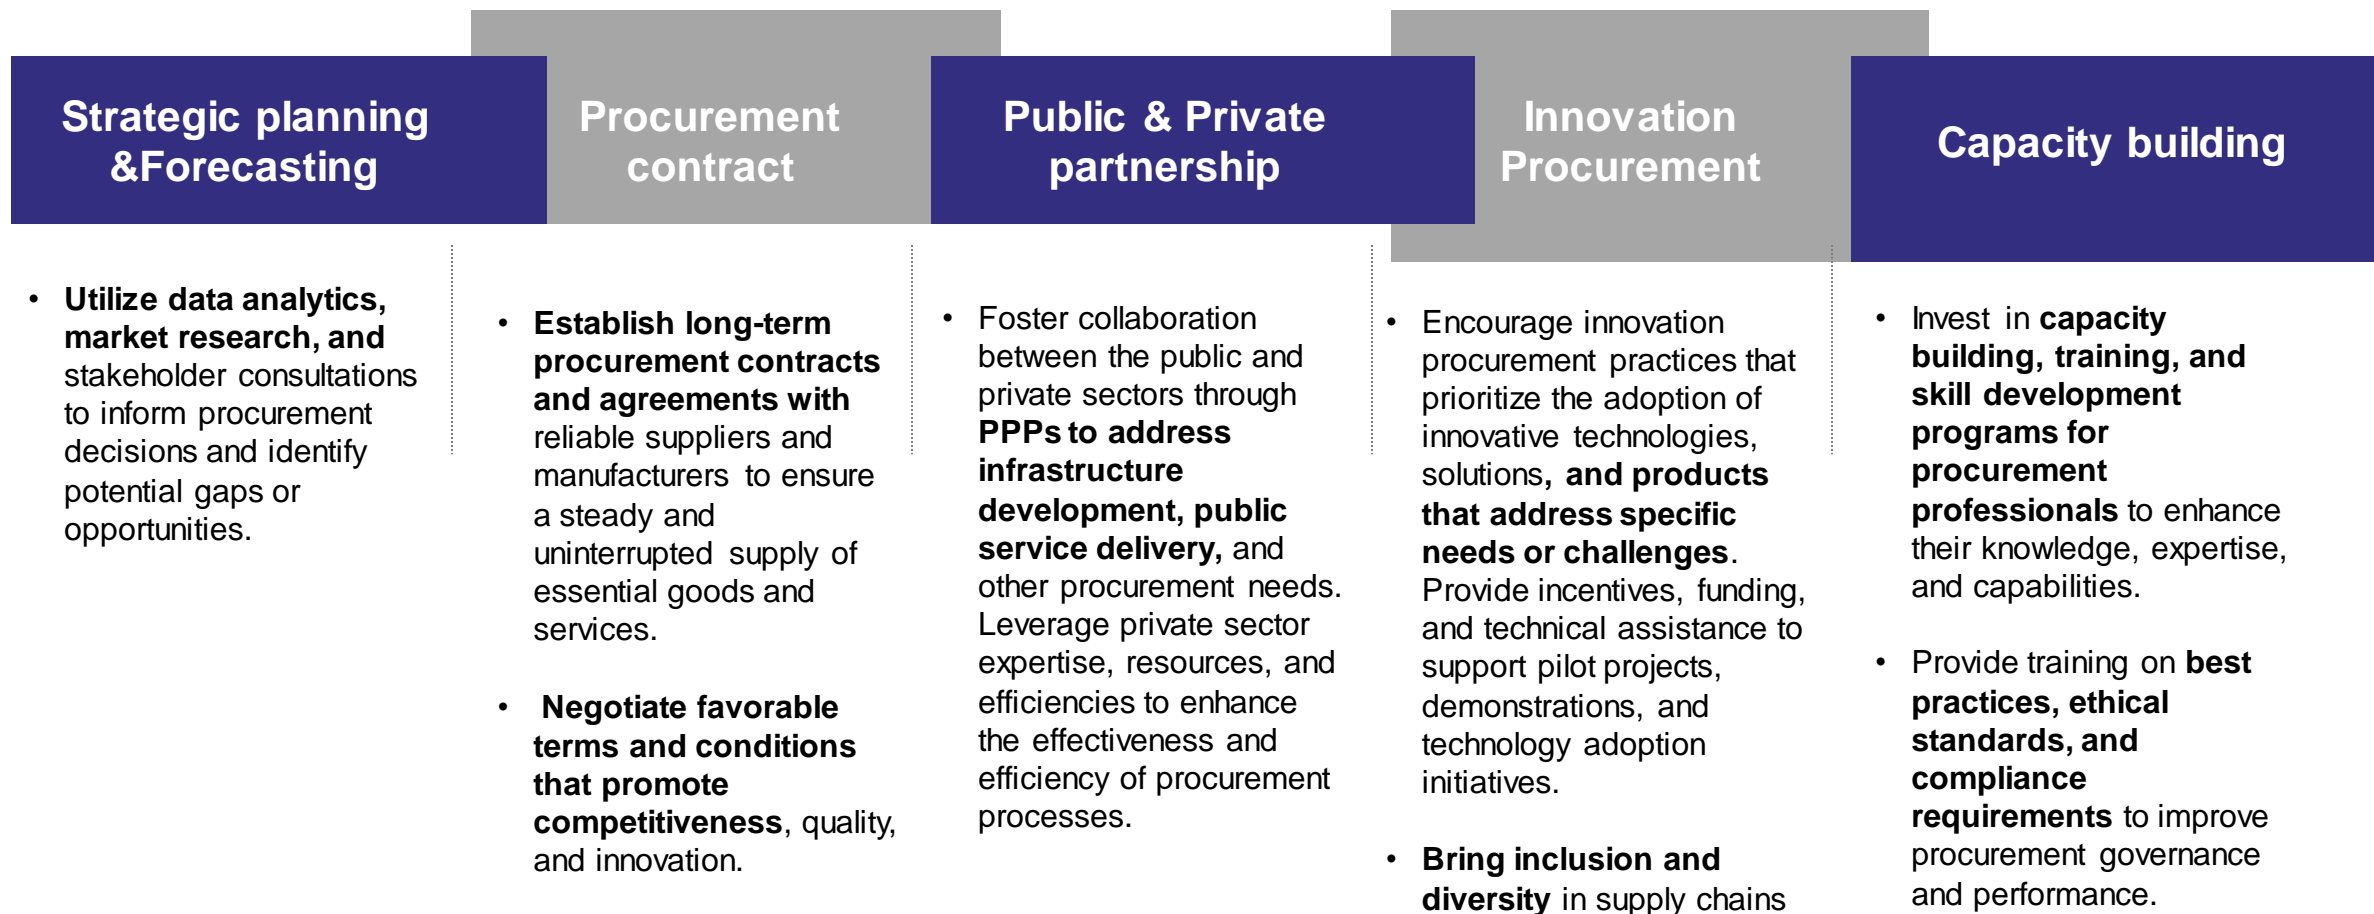 Strategic planning
&Forecasting
Procurement
contract
Public & Private
partnership
Innovation
Procurement
Capacity building
• Utilize data analytics,
market research, and
stakeholder consultations
to inform procurement
decisions and identify
potential gaps or
opportunities.
• Establish long-term
procurement contracts
and agreements with
reliable suppliers and
manufacturers to ensure
a steady and
uninterrupted supply of
essential goods and
services.
• Negotiate favorable
terms and conditions
that promote
competitiveness, quality,
and innovation.
• Foster collaboration
between the public and
private sectors through
PPPs to address
infrastructure
development, public
service delivery, and
other procurement needs.
Leverage private sector
expertise, resources, and
efficiencies to enhance
the effectiveness and
efficiency of procurement
processes.
• Encourage innovation
procurement practices that
prioritize the adoption of
innovative technologies,
solutions, and products
that address specific
needs or challenges.
Provide incentives, funding,
and technical assistance to
support pilot projects,
demonstrations, and
technology adoption
initiatives.
• Bring inclusion and
diversity in supply chains
• Invest in capacity
building, training, and
skill development
programs for
procurement
professionals to enhance
their knowledge, expertise,
and capabilities.
• Provide training on best
practices, ethical
standards, and
compliance
requirements to improve
procurement governance
and performance.